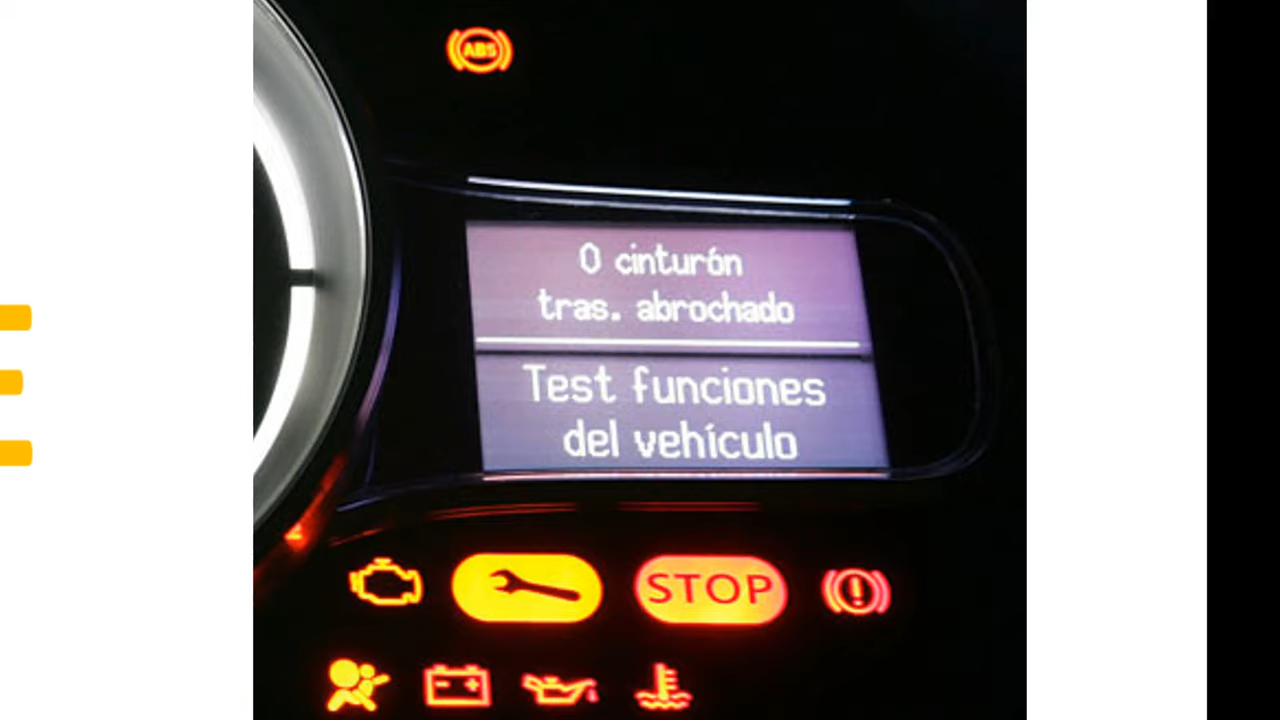 ABS
0 cinturón
tras. abrochado
Test funciones
del vehículo
STOP